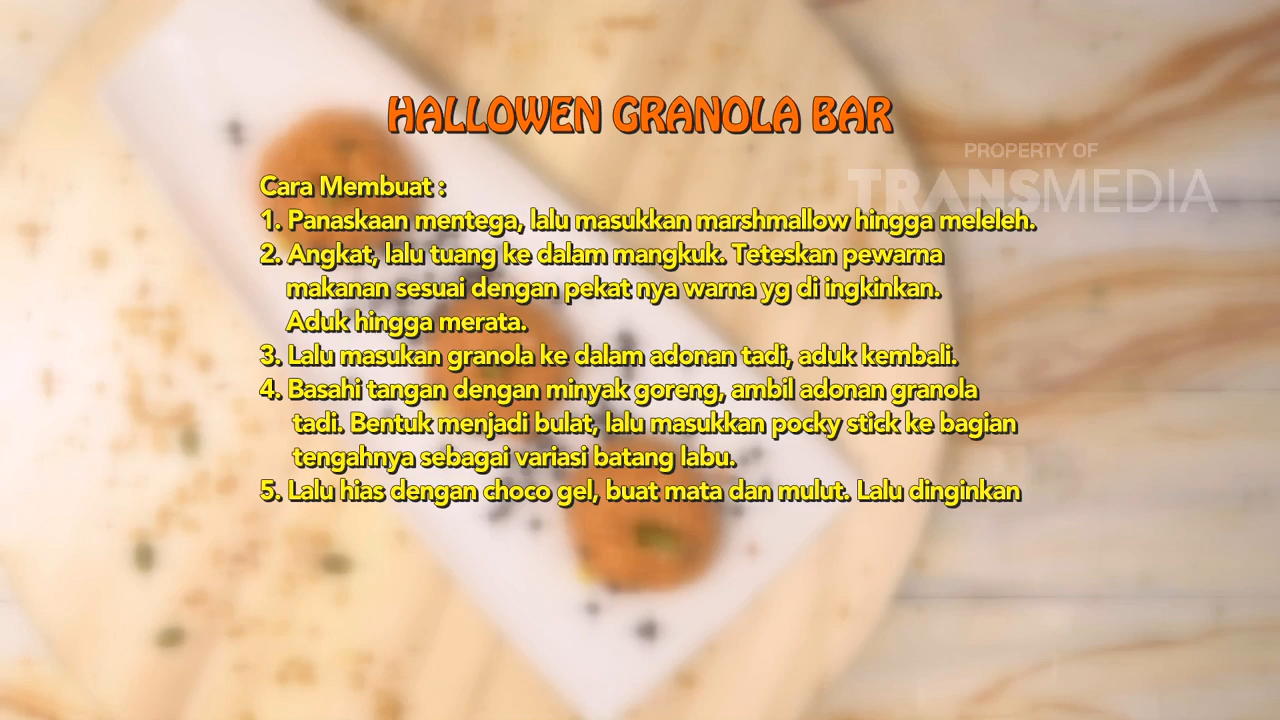 HALLOWEN GRANOLA BAR
PROPERTY OF
TRANSMEDIA
Cara Membuat :
1. Panaskaan mentega, lalu masukkan marshmallow hingga meleleh.
2. Angkat, lalu tuang ke dalam mangkuk. Teteskan pewarna
makanan sesuai dengan pekat nya warna yg di ingkinkan.
Aduk hingga merata.
3. Lalu masukan granola ke dalam adonan tadi, aduk kembali.
4. Basahi tangan dengan minyak goreng, ambil adonan granola
tadi. Bentuk menjadi bulat, lalu masukkan pocky stick ke bagian
tengahnya sebagai variasi batang labu.
5. Lalu hias dengan choco gel, buat mata dan mulut. Lalu dinginkan